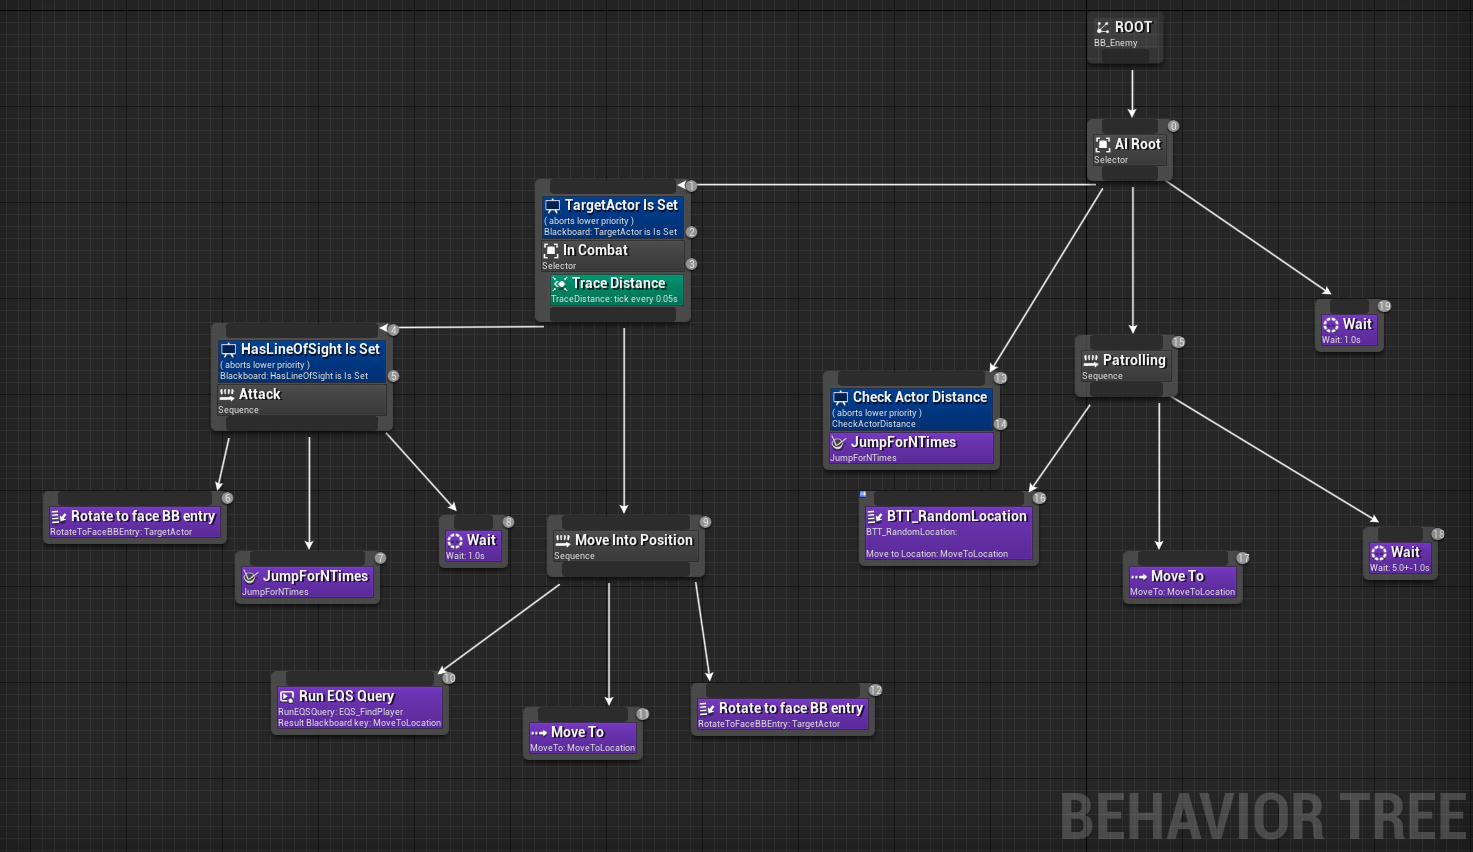 ROOT
BB_Enemy
0
AI Root
Selector
1
TargetActor Is Set
( aborts lower priority )
Blackboard: TargetActor is Is Set
2
In Combat
Selector
3
Trace Distance
TraceDistance: tick every 0.05s
4
HasLineOfSight Is Set
( aborts lower priority )
Blackboard: HasLineOfSight is Is Set
5
Attack
Sequence
6
Rotate to face BB entry
RotateToFaceBBEntry: TargetActor
7
JumpForNTimes
JumpForNTimes
8
Wait
Wait: 1.0s
9
Move Into Position
Sequence
10
Run EQS Query
RunEQSQuery: EQS_FindPlayer
Result Blackboard key: MoveToLocation
11
Move To
MoveTo: MoveToLocation
12
Rotate to face BB entry
RotateToFaceBBEntry: TargetActor
13
Check Actor Distance
( aborts lower priority )
CheckActorDistance
14
JumpForNTimes
JumpForNTimes
15
Patrolling
Sequence
16
BTT_RandomLocation
BTT_RandomLocation:
Move to Location: MoveToLocation
17
Move To
MoveTo: MoveToLocation
18
Wait
Wait: 5.0+-1.0s
19
Wait
Wait: 1.0s
BEHAVIOR TREE